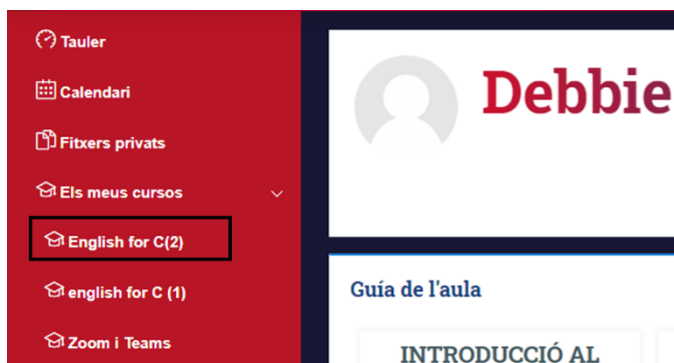 Tauler
Calendari
Fitxers privats
Els meus cursos
English for C(2)
english for C (1)
Zoom i Teams
Debbie
Guía de l'aula
INTRODUCCIÓ AL